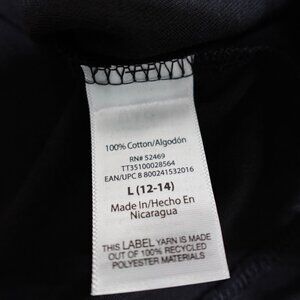 100% Cotton/Algodón
RN# 52469
TT35100028564
EAN/UPC 8 800241532016
L (12-14)
Made In/Hecho En
Nicaragua
THIS LABEL YARN IS MADE
OUT OF 100% RECYCLED
POLYESTER MATERIALS